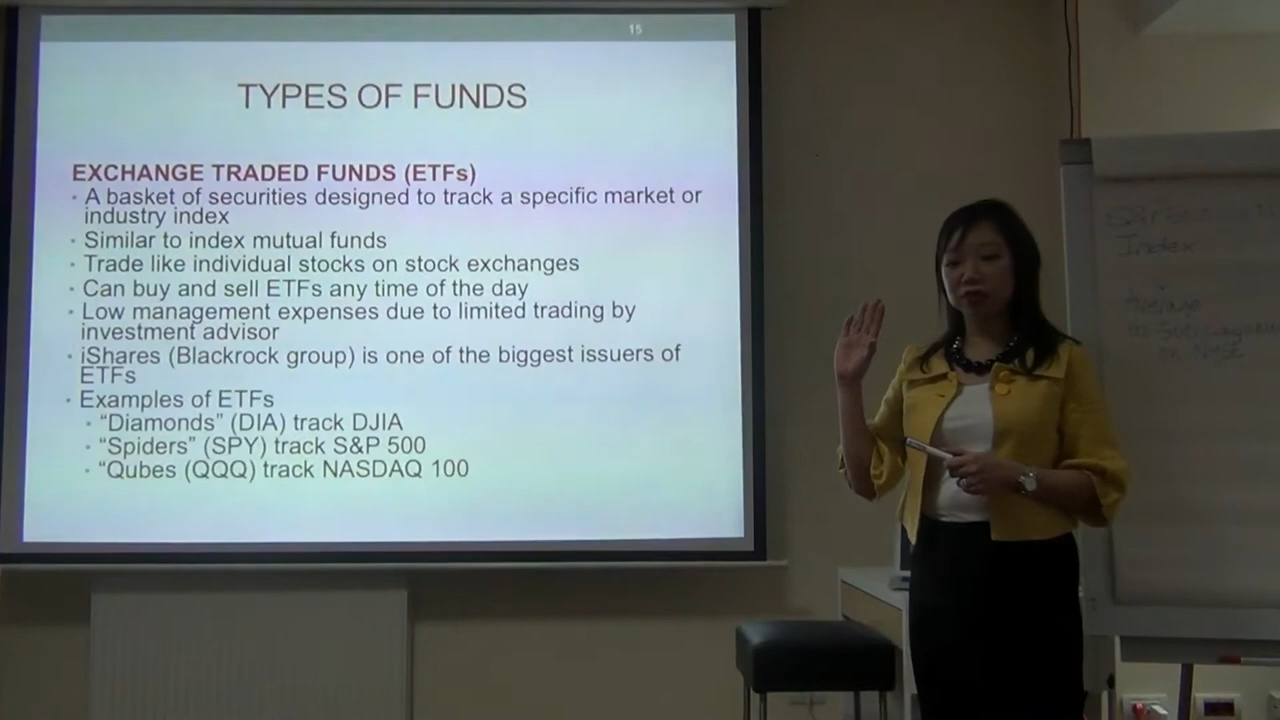 15
TYPES OF FUNDS
EXCHANGE TRADED FUNDS (ETFs)
· A basket of securities designed to track a specific market or
industry index
· Similar to index mutual funds
· Trade like individual stocks on stock exchanges
· Can buy and sell ETFs any time of the day
· Low management expenses due to limited trading by
investment advisor
· iShares (Blackrock group) is one of the biggest issuers of
ETFs
· Examples of ETFs
· “Diamonds” (DIA) track DJIA
· “Spiders” (SPY) track S&P 500
· “Qubes (QQQ) track NASDAQ 100
Index
Average
500
NYSE